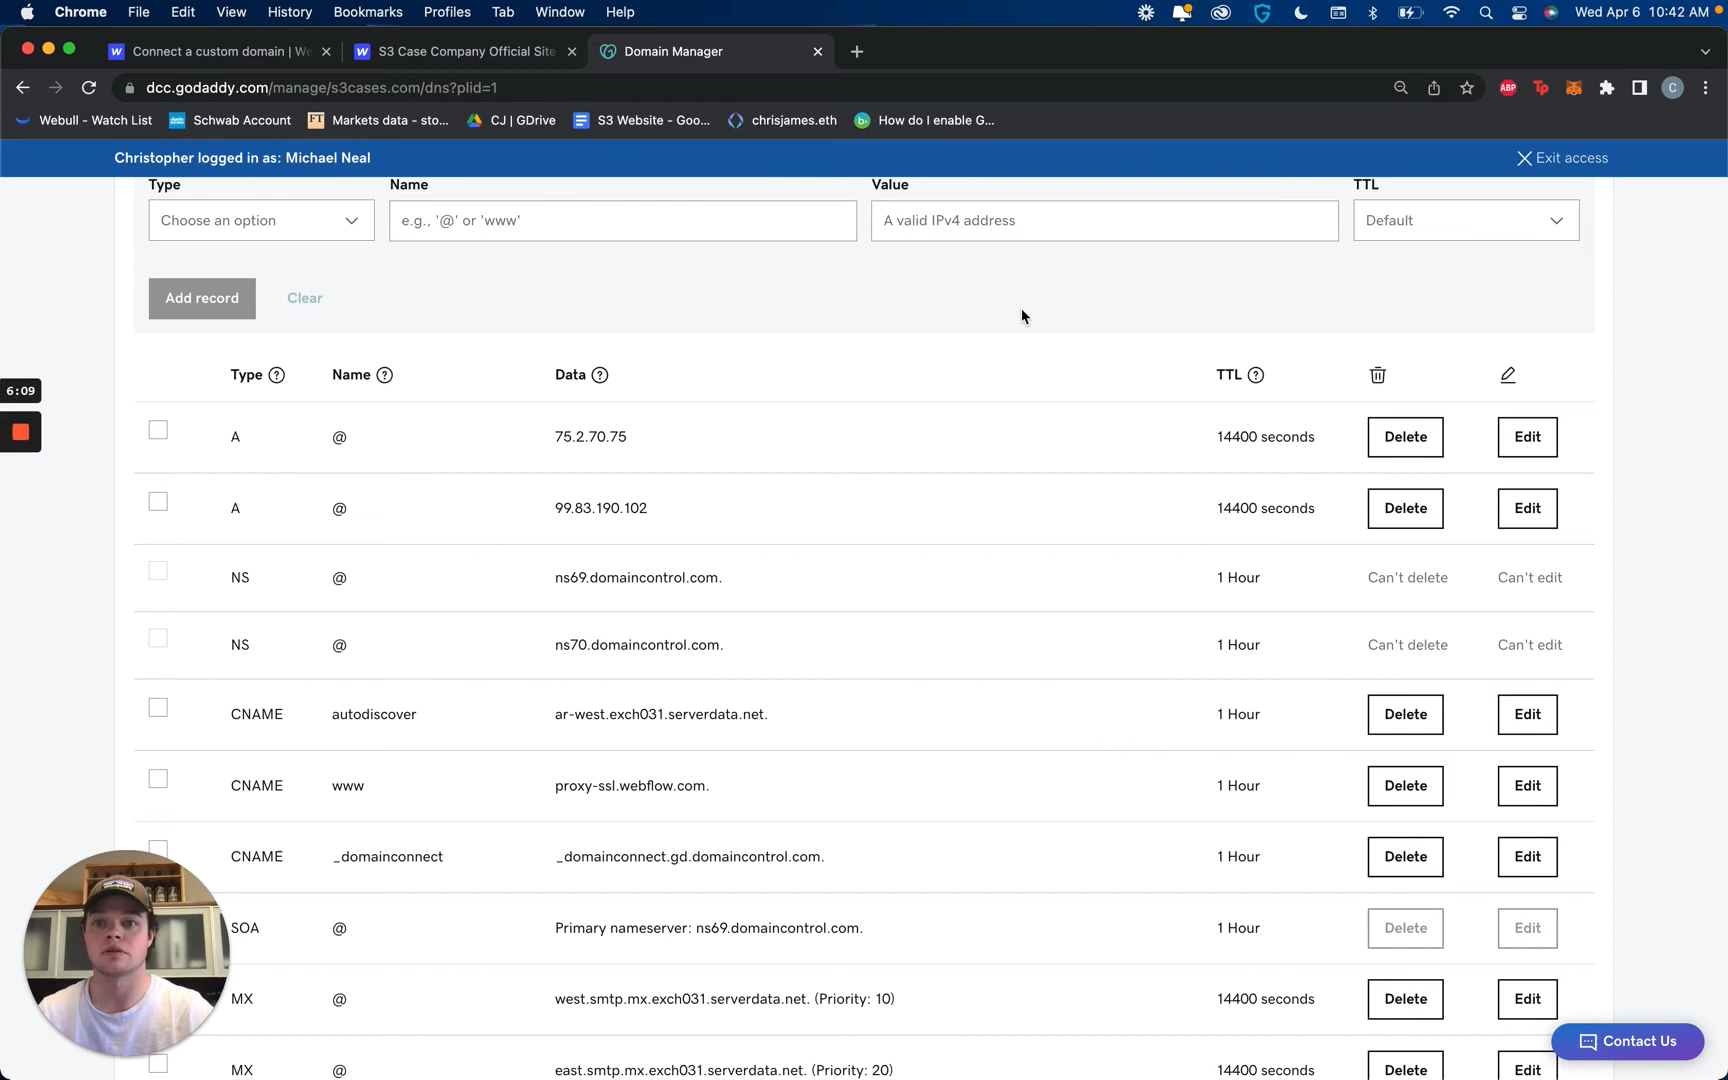 Chrome File Edit View History Bookmarks Profiles Tab Window Help Wed Apr 6 10:42 AM
Connect a custom domain | We S3 Case Company Official Site Domain Manager
dcc.godaddy.com/manage/s3cases.com/dns?plid=1 ABP Tp C
Webull - Watch List Schwab Account FT Markets data - sto... CJ | GDrive S3 Website - Goo... chrisjames.eth b. How do I enable G...
Christopher logged in as: Michael Neal Exit access
Type Name Value TTL
Choose an option e.g., '@' or 'www' A valid IPv4 address Default
Add record Clear
Type ? Name ? Data ? TTL ?
6:09
A @ 75.2.70.75 14400 seconds Delete Edit
A @ 99.83.190.102 14400 seconds Delete Edit
NS @ ns69.domaincontrol.com. 1 Hour Can't delete Can't edit
NS @ ns70.domaincontrol.com. 1 Hour Can't delete Can't edit
CNAME autodiscover ar-west.exch031.serverdata.net. 1 Hour Delete Edit
CNAME www proxy-ssl.webflow.com. 1 Hour Delete Edit
CNAME _domainconnect _domainconnect.gd.domaincontrol.com. 1 Hour Delete Edit
SOA @ Primary nameserver: ns69.domaincontrol.com. 1 Hour Delete Edit
MX @ west.smtp.mx.exch031.serverdata.net. (Priority: 10) 14400 seconds Delete Edit
Contact Us
MX @ east.smtp.mx.exch031.serverdata.net. (Priority: 20) 14400 seconds Delete Edit